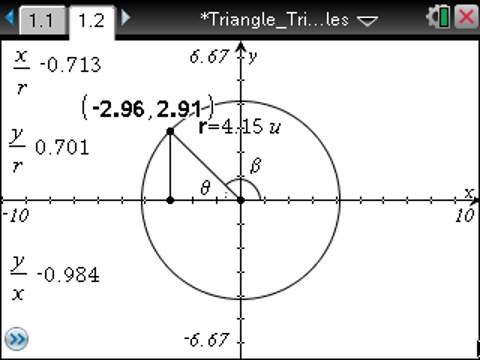 1.1 1.2 *Triangle_Tri...les
x/r -0.713
6.67 y
(-2.96, 2.91)
r=4.15 u
y/r 0.701
β
θ
x
-10 10
y/x -0.984
-6.67